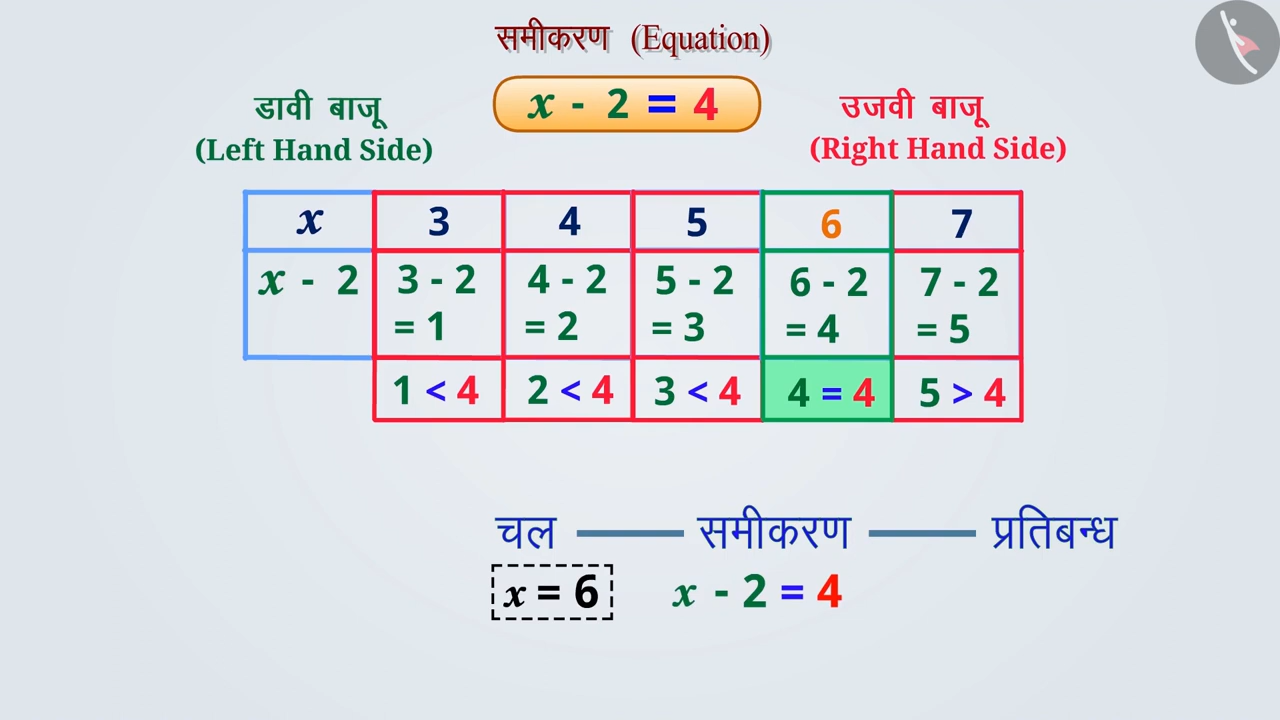 समीकरण (Equation)
डावी बाजू
(Left Hand Side)
x - 2 = 4
उजवी बाजू
(Right Hand Side)
x 3 4 5 6 7
x - 2 3 - 2 4 - 2 5 - 2 6 - 2 7 - 2
= 1 = 2 = 3 = 4 = 5
1 < 4 2 < 4 3 < 4 4 = 4 5 > 4
चल समीकरण प्रतिबन्ध
x = 6 x - 2 = 4